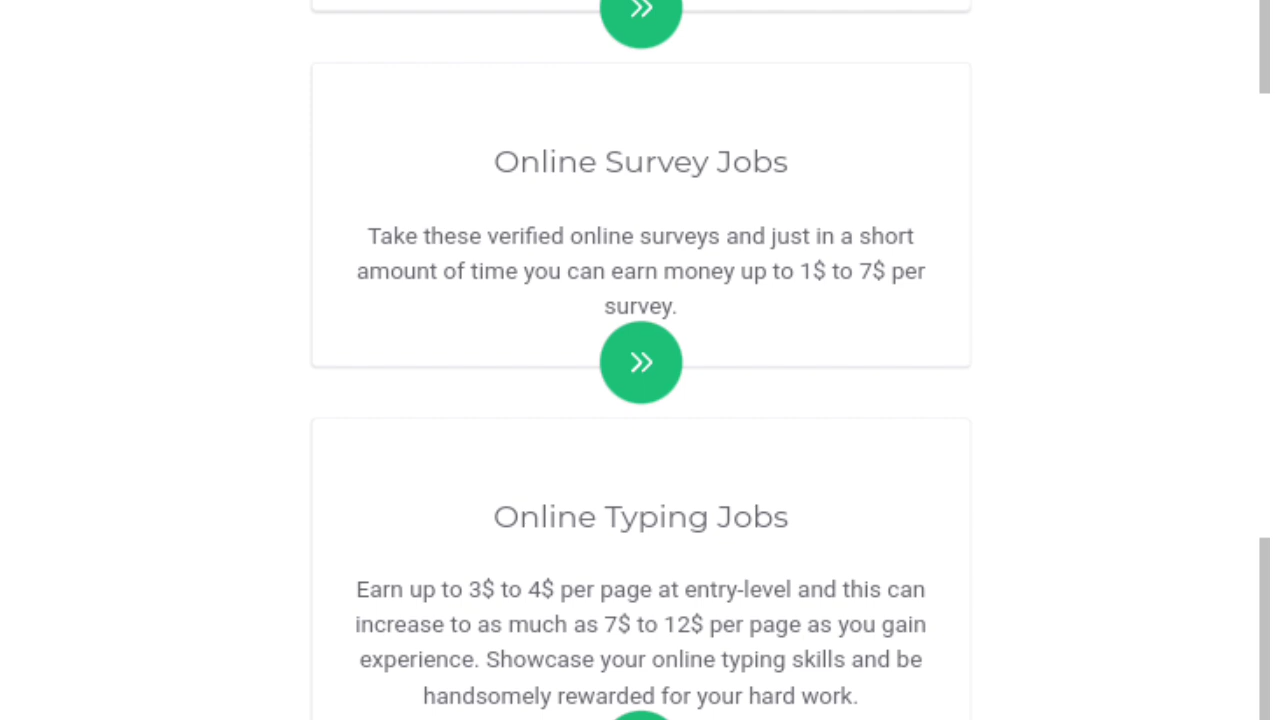 Online Survey Jobs
Take these verified online surveys and just in a short
amount of time you can earn money up to 1$ to 7$ per
survey.
Online Typing Jobs
Earn up to 3$ to 4$ per page at entry-level and this can
increase to as much as 7$ to 12$ per page as you gain
experience. Showcase your online typing skills and be
handsomely rewarded for your hard work.